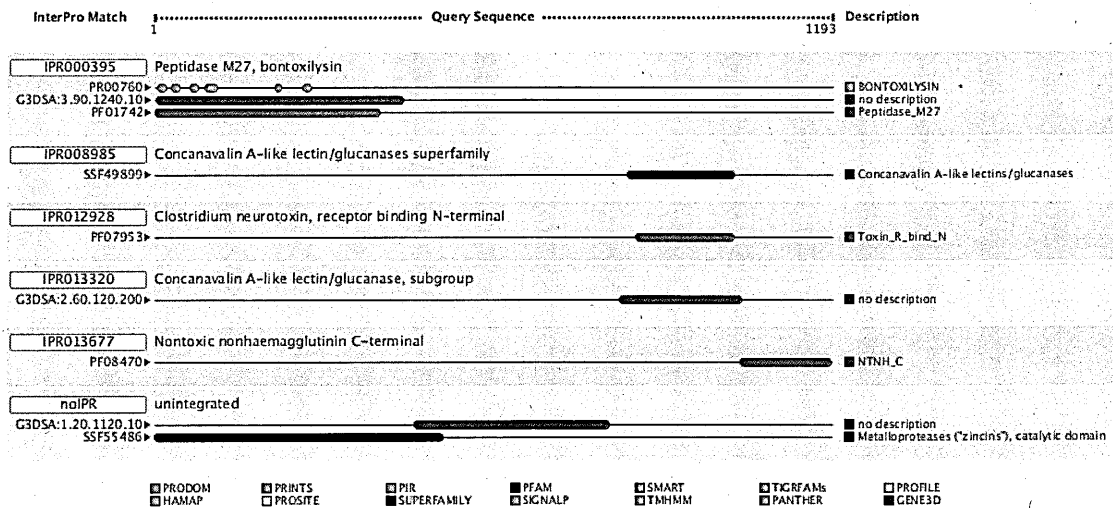 InterPro Match Query Sequence Description
1 1193
IPR000395 Peptidase M27, bontoxilysin
PR00760 BONTOXILYSIN
G3DSA:3.90.1240.10 no description
PF01742 Peptidase_M27
IPR008985 Concanavalin A-like lectin/glucanases superfamily
SSF49899 Concanavalin A-like lectins/glucanases
IPR012928 Clostridium neurotoxin, receptor binding N-terminal
PF07953 Toxin_R_bind_N
IPR013320 Concanavalin A-like lectin/glucanase, subgroup
G3DSA:2.60.120.200 no description
IPR013677 Nontoxic nonhaemagglutinin C-terminal
PF08470 NTNH_C
noIPR unintegrated
G3DSA:1.20.1120.10 no description
SSF55486 Metalloproteases ("zincins"), catalytic domain
PRODOM PRINTS PIR PFAM SMART TIGRFAMs PROFILE
HAMAP PROSITE SUPERFAMILY SIGNALP TMHMM PANTHER GENE3D